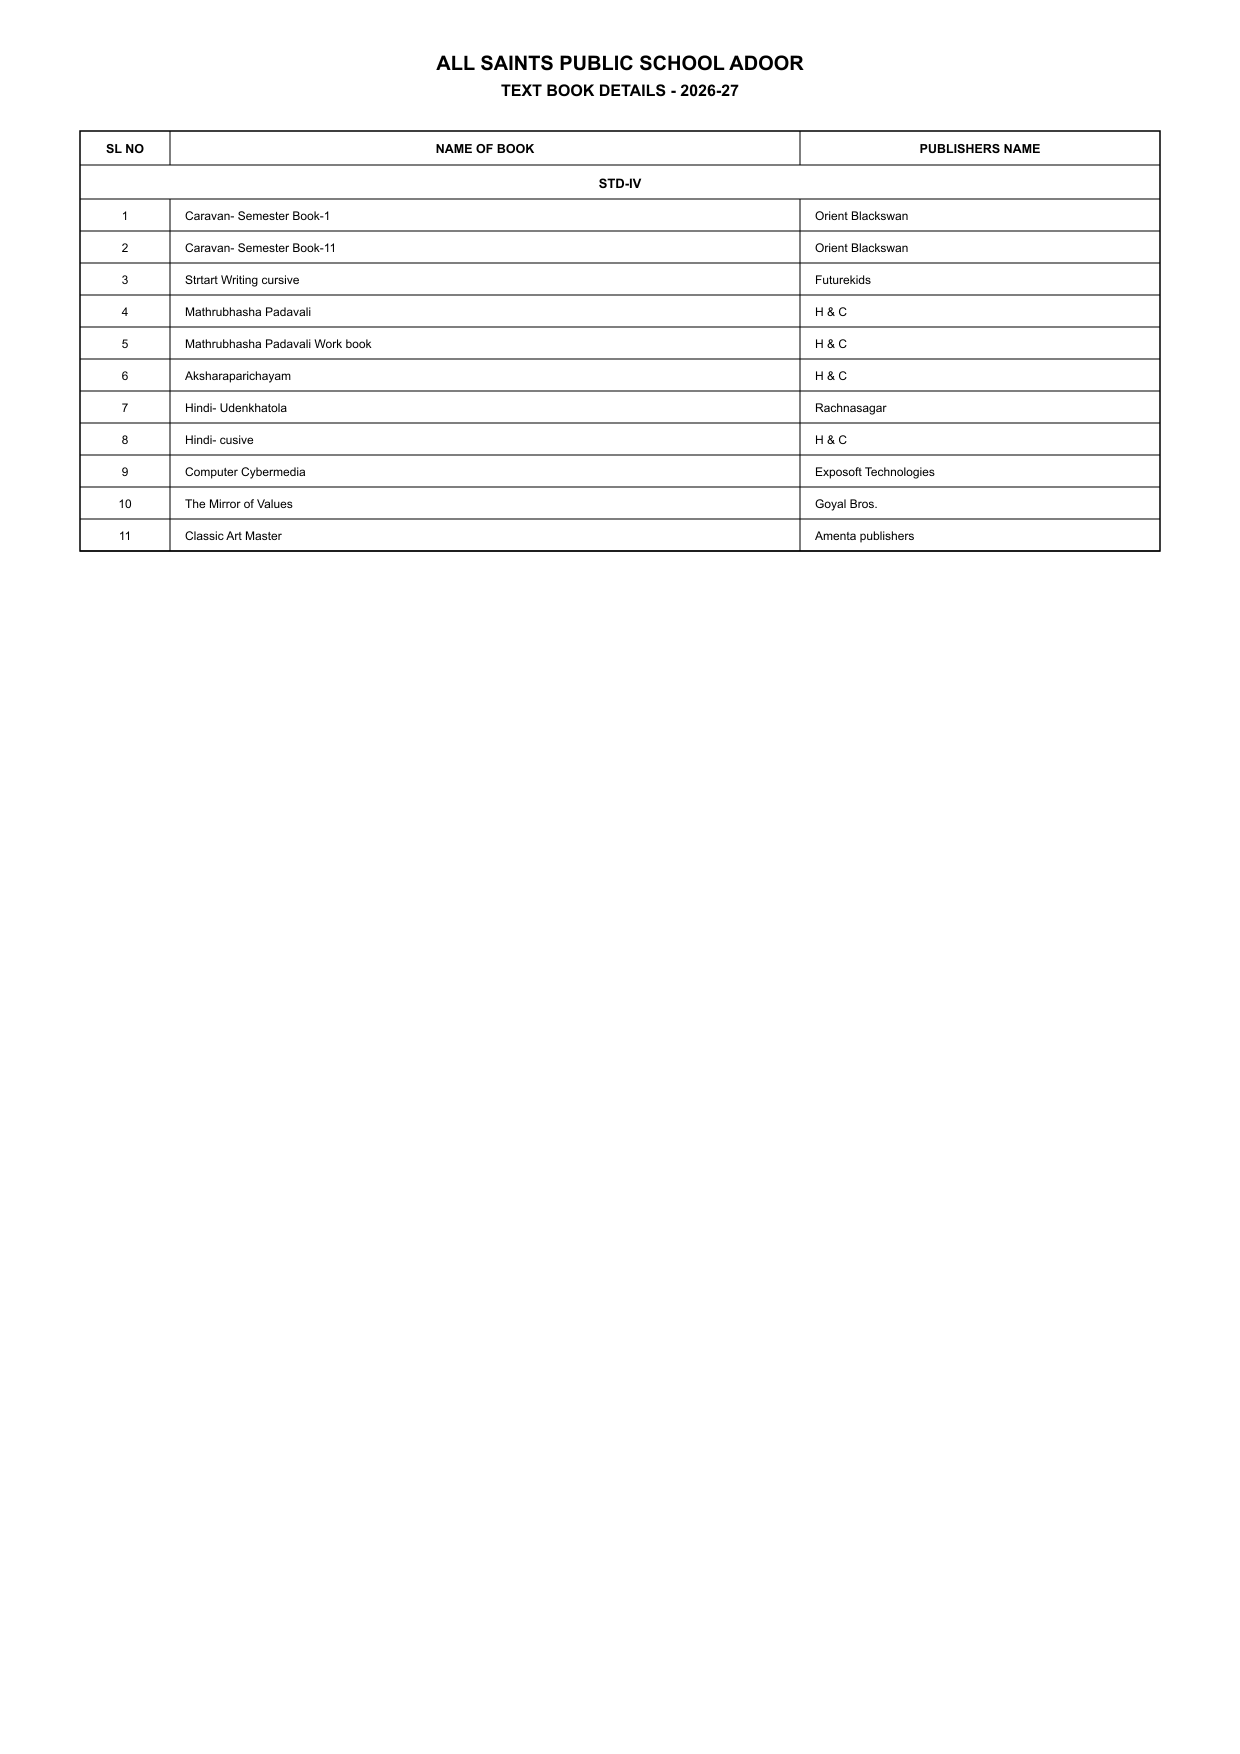 ALL SAINTS PUBLIC SCHOOL ADOOR
TEXT BOOK DETAILS - 2026-27
SL NO NAME OF BOOK PUBLISHERS NAME
STD-IV
1 Caravan- Semester Book-1 Orient Blackswan
2 Caravan- Semester Book-11 Orient Blackswan
3 Strtart Writing cursive Futurekids
4 Mathrubhasha Padavali H & C
5 Mathrubhasha Padavali Work book H & C
6 Aksharaparichayam H & C
7 Hindi- Udenkhatola Rachnasagar
8 Hindi- cusive H & C
9 Computer Cybermedia Exposoft Technologies
10 The Mirror of Values Goyal Bros.
11 Classic Art Master Amenta publishers